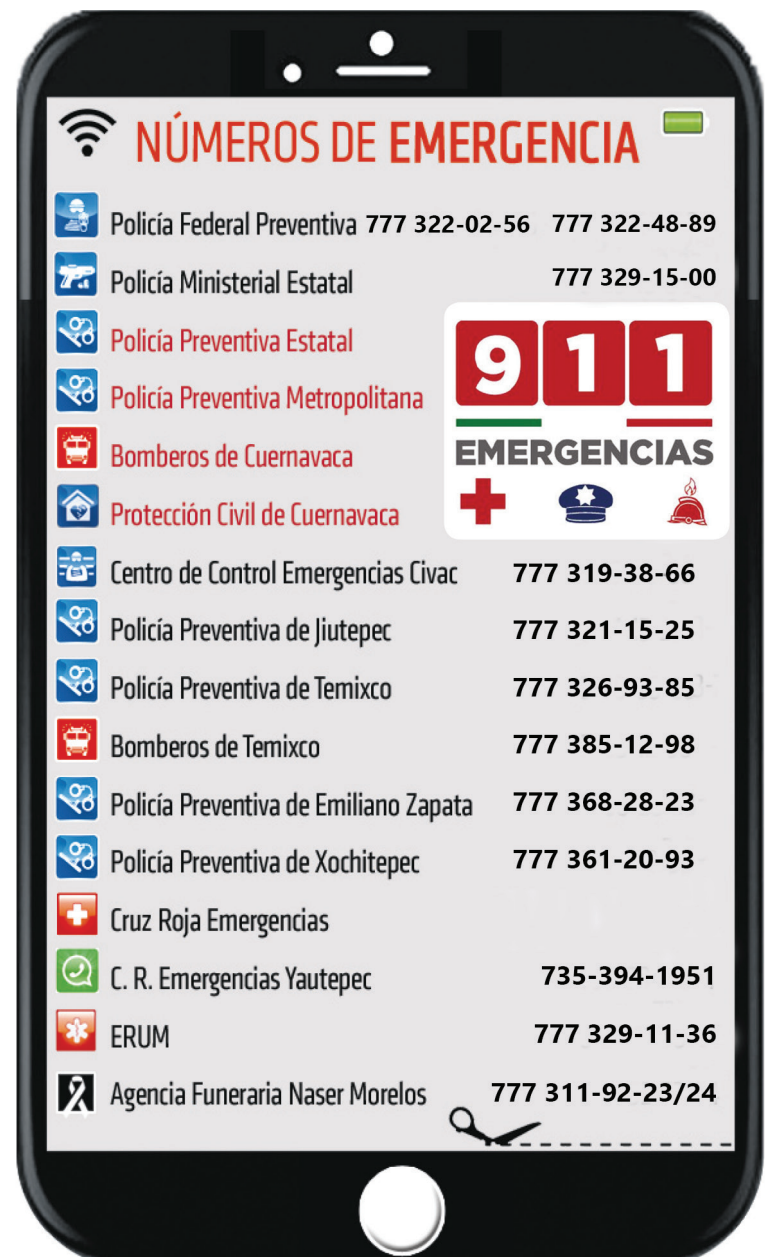 NÚMEROS DE EMERGENCIA
Policía Federal Preventiva 777 322-02-56 777 322-48-89
Policía Ministerial Estatal 777 329-15-00
Policía Preventiva Estatal
Policía Preventiva Metropolitana
Bomberos de Cuernavaca
Protección Civil de Cuernavaca
911
EMERGENCIAS
Centro de Control Emergencias Civac 777 319-38-66
Policía Preventiva de Jiutepec 777 321-15-25
Policía Preventiva de Temixco 777 326-93-85
Bomberos de Temixco 777 385-12-98
Policía Preventiva de Emiliano Zapata 777 368-28-23
Policía Preventiva de Xochitepec 777 361-20-93
Cruz Roja Emergencias
C. R. Emergencias Yautepec 735-394-1951
ERUM 777 329-11-36
Agencia Funeraria Naser Morelos 777 311-92-23/24